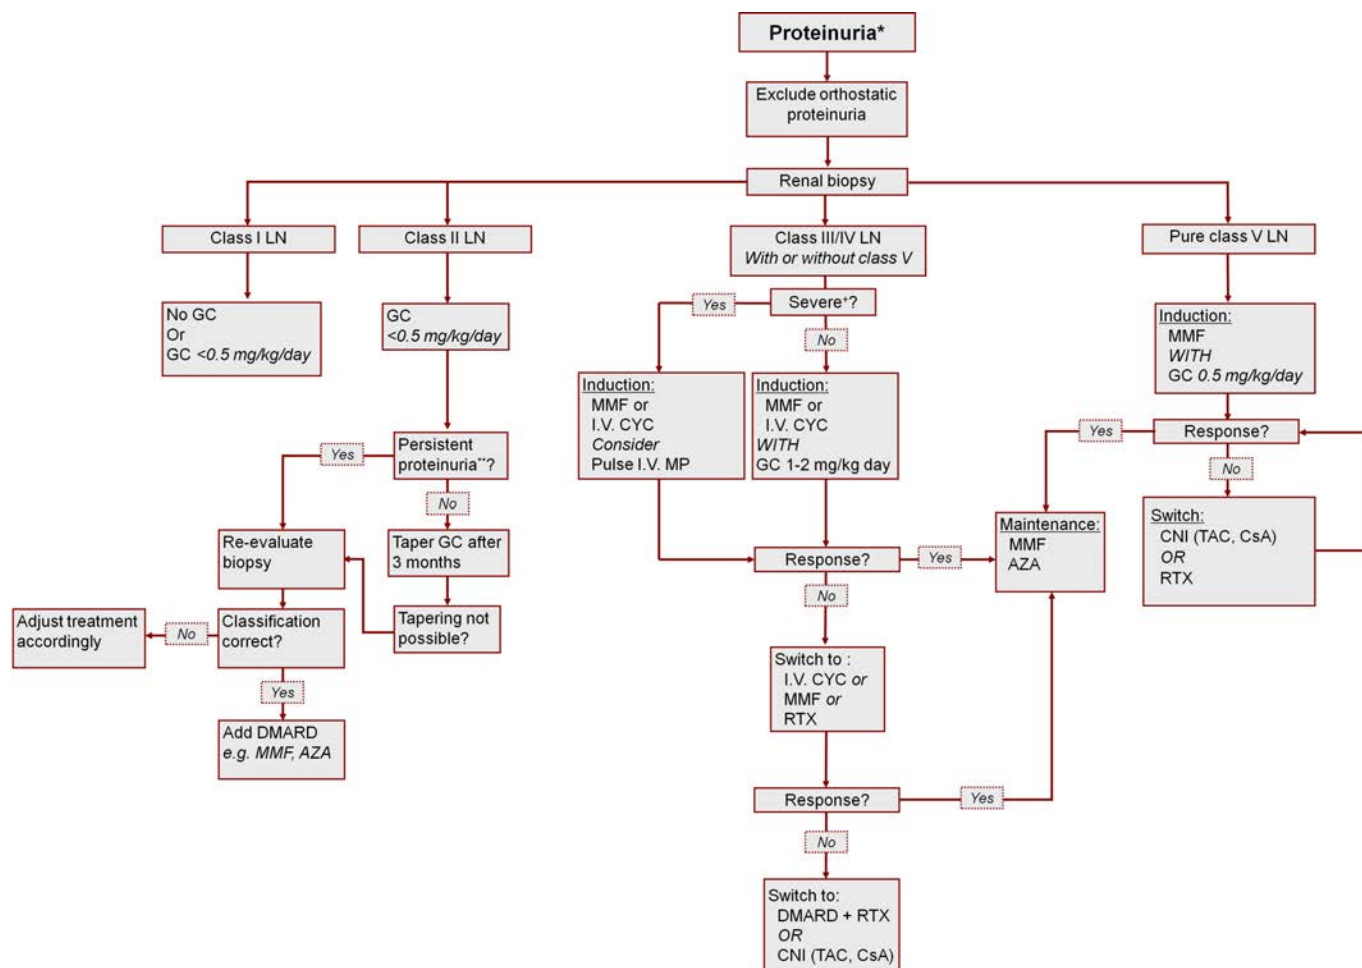 Proteinuria*
Exclude orthostatic
proteinuria
Renal biopsy
Class I LN
Class II LN
Class III/IV LN
With or without class V
Pure class V LN
No GC
Or
GC <0.5 mg/kg/day
GC
<0.5 mg/kg/day
Yes
Severe⁺?
No
Induction:
MMF or
I.V. CYC
Consider
Pulse I.V. MP
Induction:
MMF or
I.V. CYC
WITH
GC 1-2 mg/kg day
Induction:
MMF
WITH
GC 0.5 mg/kg/day
Yes
Persistent
proteinuria**?
No
Yes
Response?
No
Re-evaluate
biopsy
Taper GC after
3 months
Response?
Yes
No
Maintenance:
MMF
AZA
Switch:
CNI (TAC, CsA)
OR
RTX
Adjust treatment
accordingly
No
Classification
correct?
Tapering not
possible?
Yes
Add DMARD
e.g. MMF, AZA
Switch to :
I.V. CYC or
MMF or
RTX
Response?
Yes
No
Switch to:
DMARD + RTX
OR
CNI (TAC, CsA)